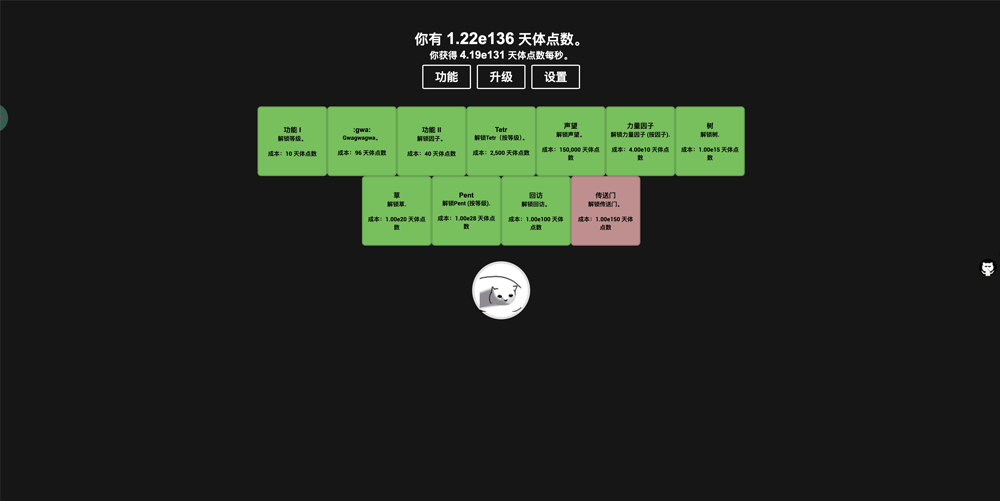 你有 1.22e136 天体点数。
你获得 4.19e131 天体点数每秒。
功能 升级 设置
功能 I
解锁等级。
成本：10 天体点数
:gwa:
Gwagwagwa。
成本：96 天体点数
功能 II
解锁因子。
成本：40 天体点数
Tetr
解锁Tetr（按等级）。
成本：2,500 天体点数
声望
解锁声望。
成本：150,000 天体点
数
力量因子
解锁力量因子 (按因子).
成本：4.00e10 天体点数
树
解锁树.
成本：1.00e15 天体点
数
草
解锁草.
成本：1.00e20 天体点
数
Pent
解锁Pent (按等级).
成本：1.00e28 天体点
数
回访
解锁回访。
成本：1.00e100 天体
点数
传送门
解锁传送门。
成本：1.00e150 天体
点数